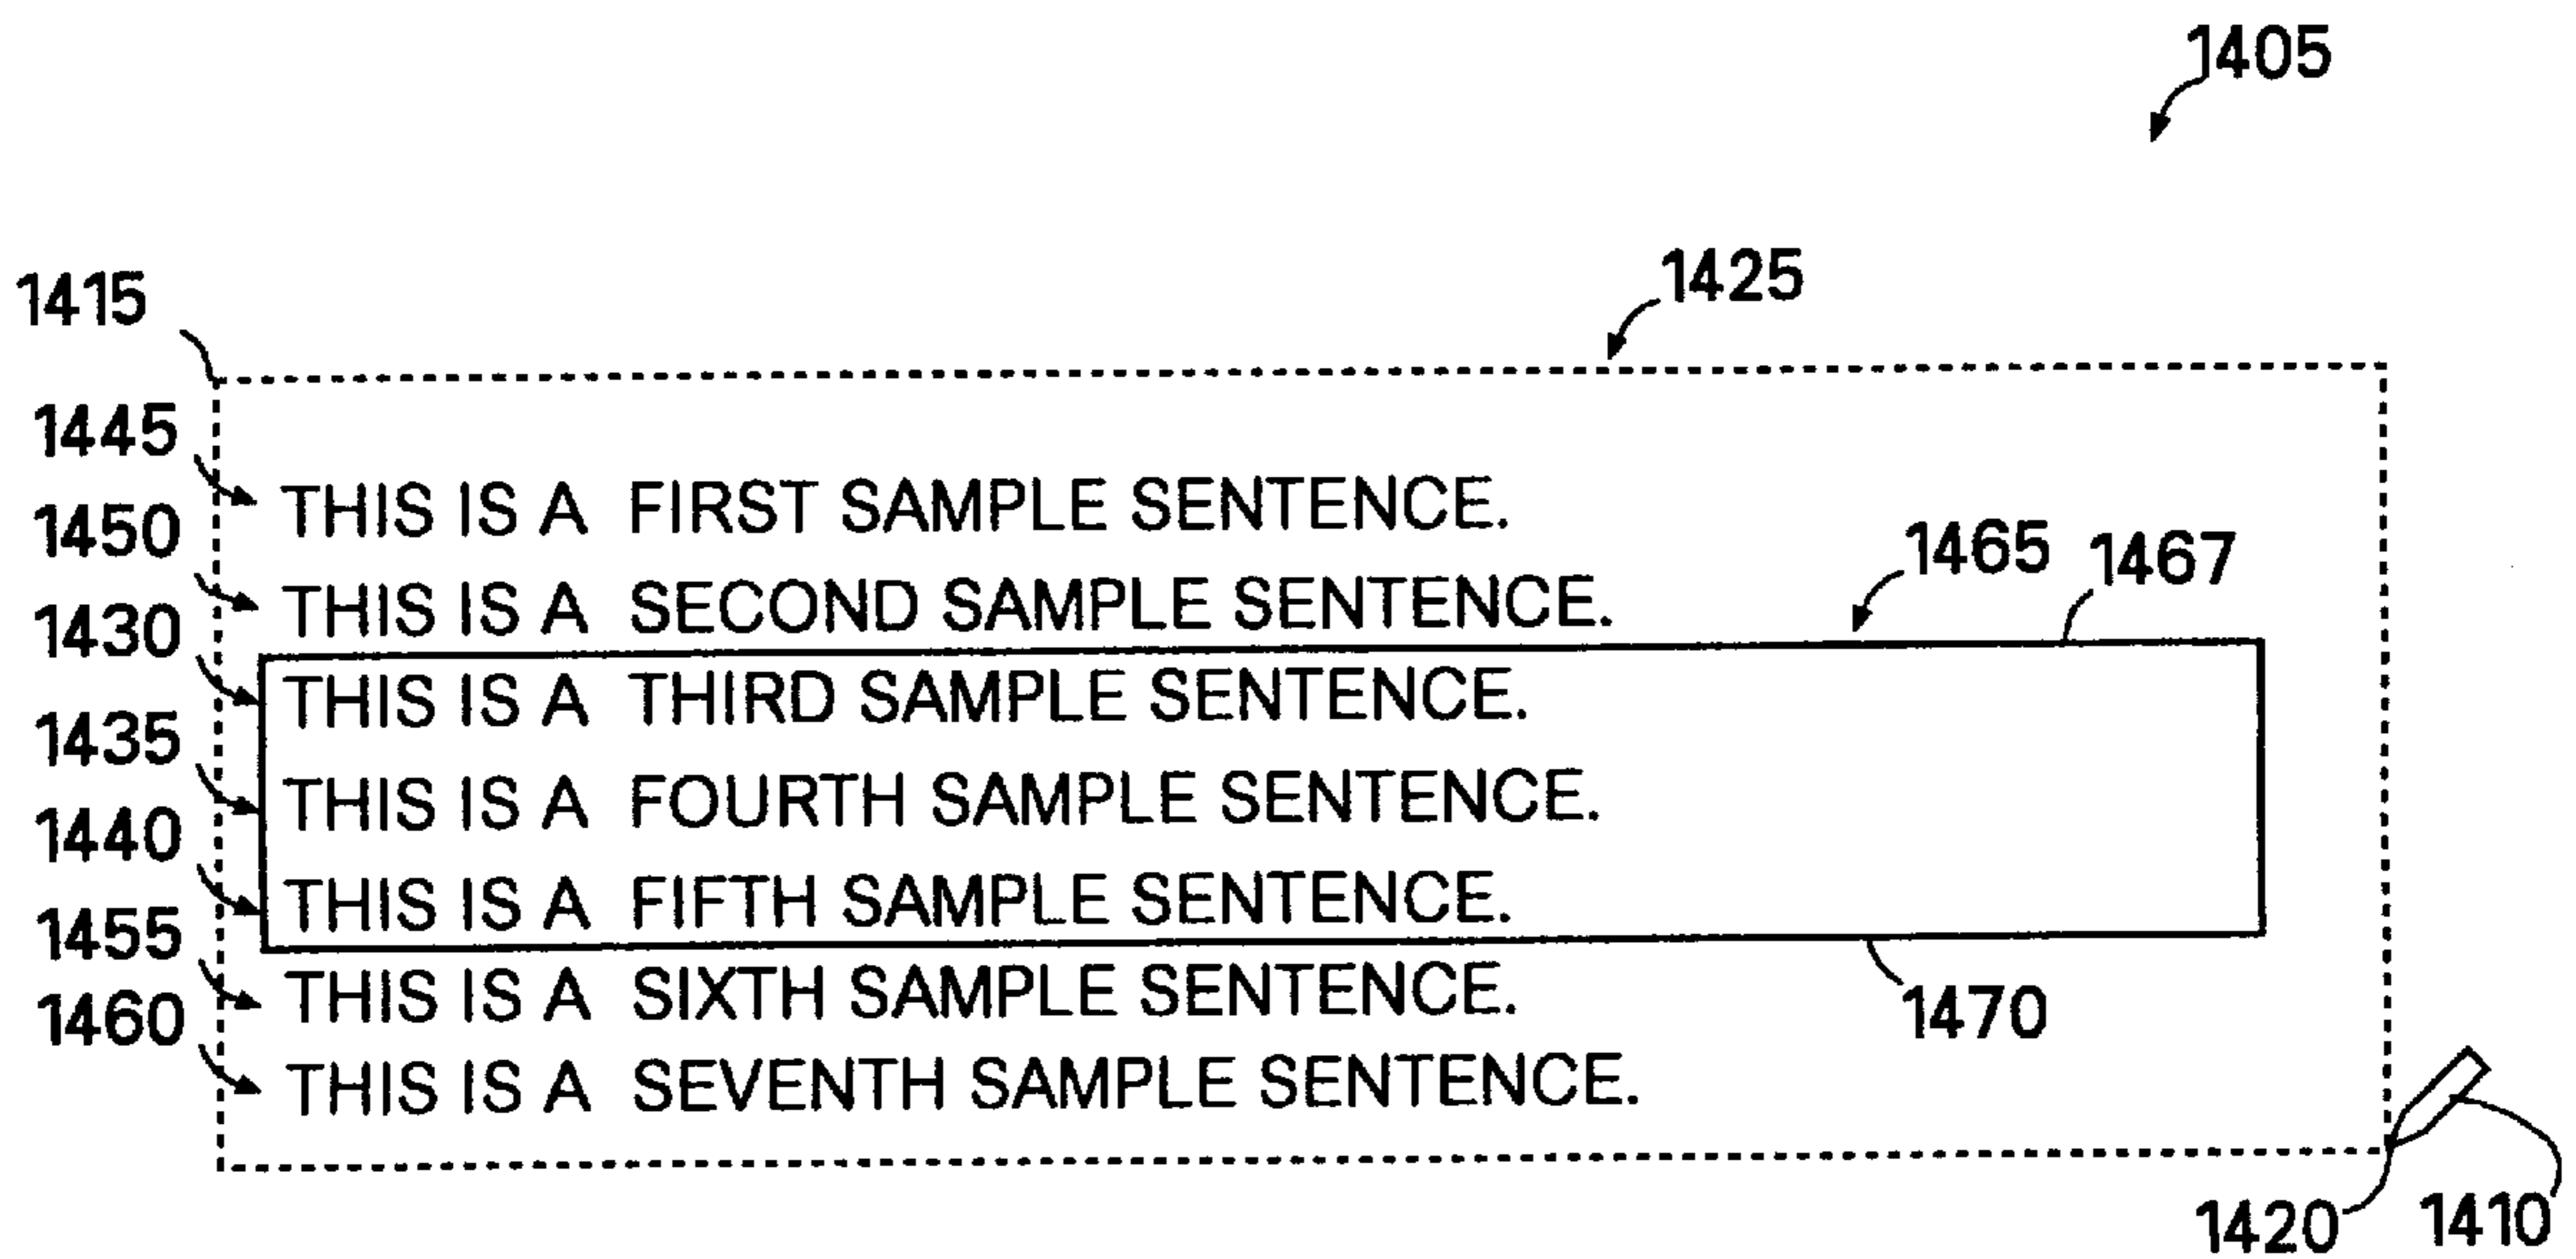 1405
1425
1415
1445
THIS IS A FIRST SAMPLE SENTENCE.
1450
1465
1467
THIS IS A SECOND SAMPLE SENTENCE.
1430
THIS IS A THIRD SAMPLE SENTENCE.
1435
THIS IS A FOURTH SAMPLE SENTENCE.
1440
THIS IS A FIFTH SAMPLE SENTENCE.
1455
THIS IS A SIXTH SAMPLE SENTENCE.
1470
1460
THIS IS A SEVENTH SAMPLE SENTENCE.
1420
1410